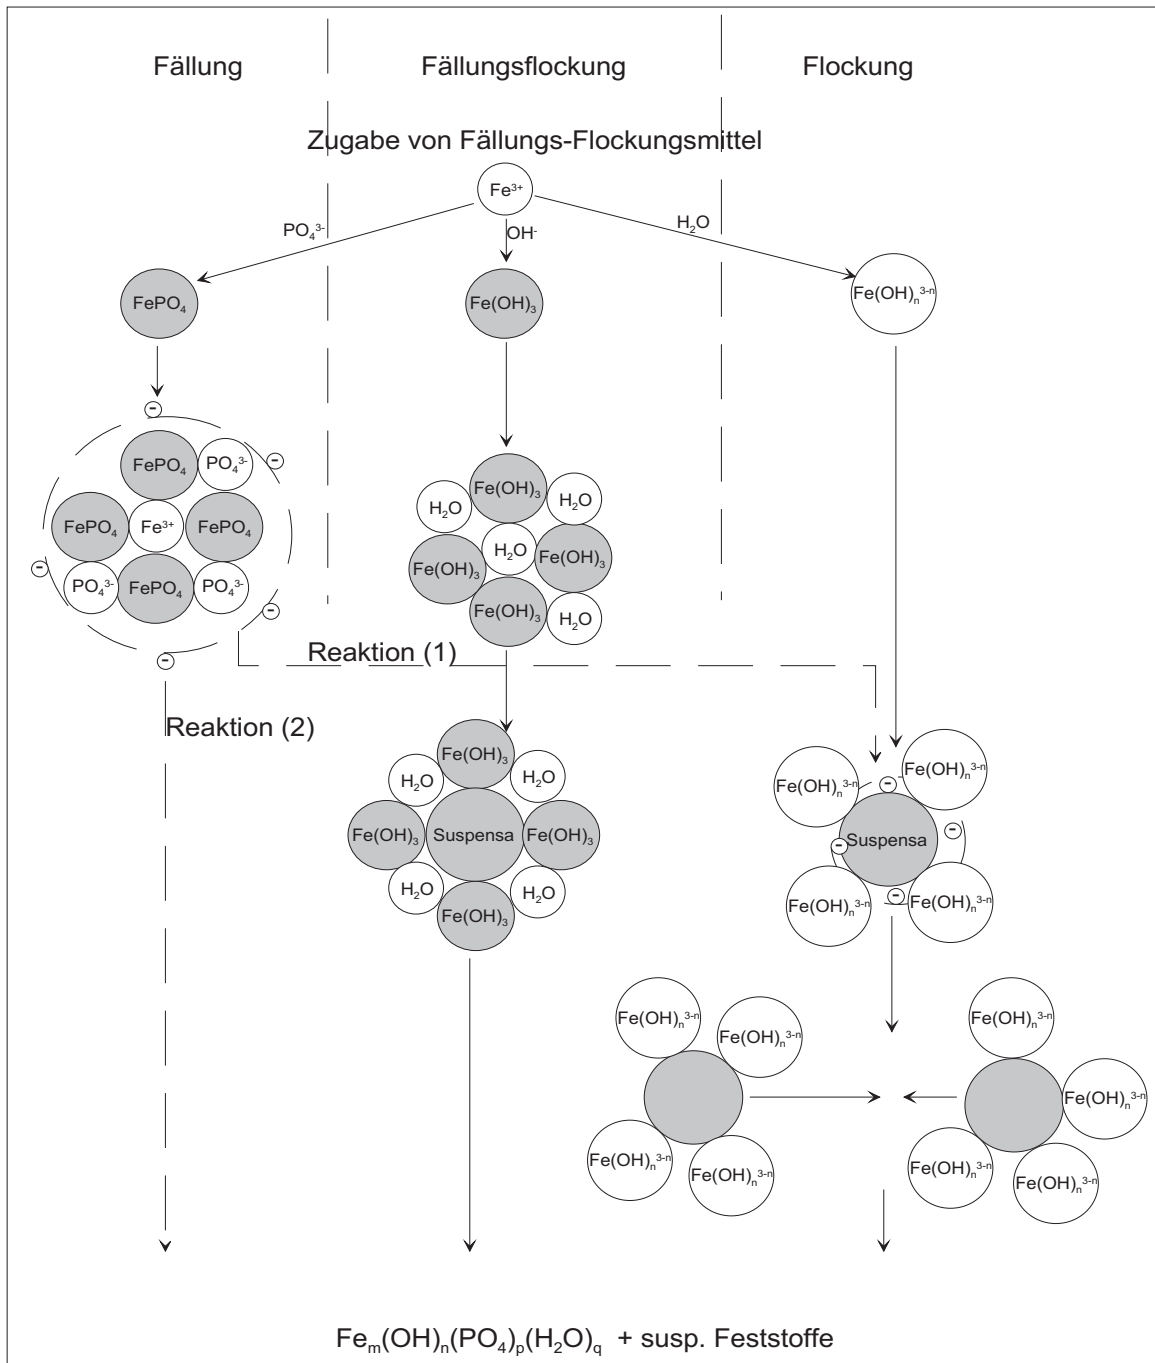 Fällung
Fällungsflockung
Flockung
Zugabe von Fällungs-Flockungsmittel
Fe³⁺
PO₄³⁻
OH⁻
H₂O
FePO₄
Fe(OH)₃
Fe(OH)ₙ³⁻ⁿ
-
FePO₄
PO₄³⁻
-
FePO₄
Fe³⁺
FePO₄
-
PO₄³⁻
FePO₄
PO₄³⁻
-
-
Fe(OH)₃
H₂O
H₂O
H₂O
Fe(OH)₃
Fe(OH)₃
Fe(OH)₃
H₂O
Reaktion (1)
Reaktion (2)
Fe(OH)₃
H₂O
H₂O
Fe(OH)₃
Suspensa
Fe(OH)₃
H₂O
H₂O
Fe(OH)₃
Fe(OH)ₙ³⁻ⁿ
Fe(OH)ₙ³⁻ⁿ
-
-
Suspensa
-
-
Fe(OH)ₙ³⁻ⁿ
Fe(OH)ₙ³⁻ⁿ
Fe(OH)ₙ³⁻ⁿ
Fe(OH)ₙ³⁻ⁿ
Fe(OH)ₙ³⁻ⁿ
Fe(OH)ₙ³⁻ⁿ
Fe(OH)ₙ³⁻ⁿ
Fe(OH)ₙ³⁻ⁿ
Fe(OH)ₙ³⁻ⁿ
Fe(OH)ₙ³⁻ⁿ
Feₘ(OH)ₙ(PO₄)ₚ(H₂O)q + susp. Feststoffe